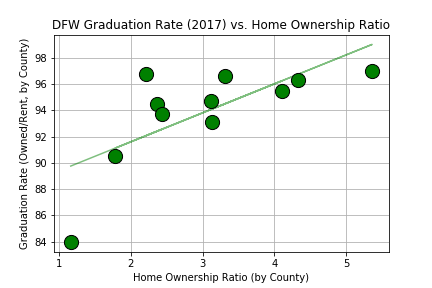 DFW Graduation Rate (2017) vs. Home Ownership Ratio
Graduation Rate (Owned/Rent, by County)
98
96
94
92
90
88
86
84
1 2 3 4 5
Home Ownership Ratio (by County)